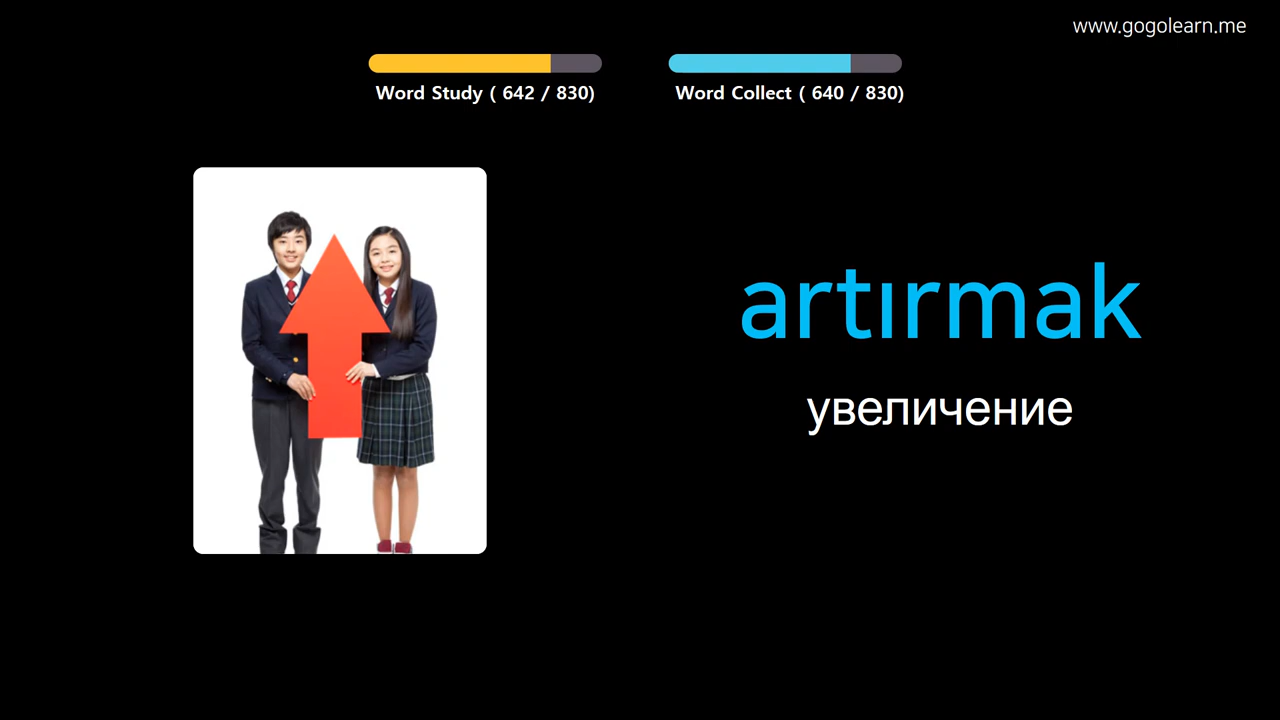 www.gogolearn.me
Word Study ( 642 / 830)
Word Collect ( 640 / 830)
artırmak
увеличение